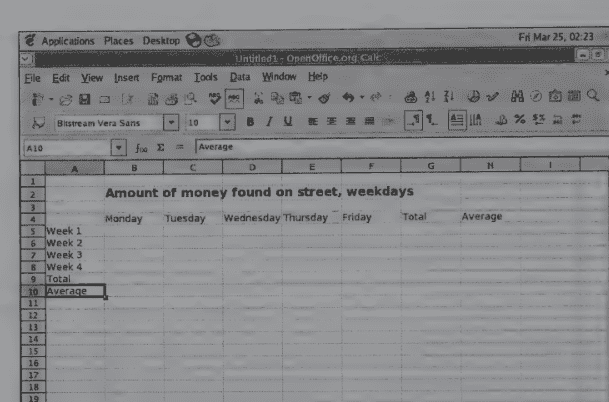 Applications Places Desktop Fri Mar 25, 02:23
Untitled1 - OpenOffice.org Calc
File Edit View Insert Format Tools Data Window Help
Bitstream Vera Sans 10 B I U
A10 Σ = Average
A B C D E F G H I
1
2 Amount of money found on street, weekdays
3
4 Monday Tuesday Wednesday Thursday Friday Total Average
5 Week 1
6 Week 2
7 Week 3
8 Week 4
9 Total
10 Average
11
12
13
14
15
16
17
18
19